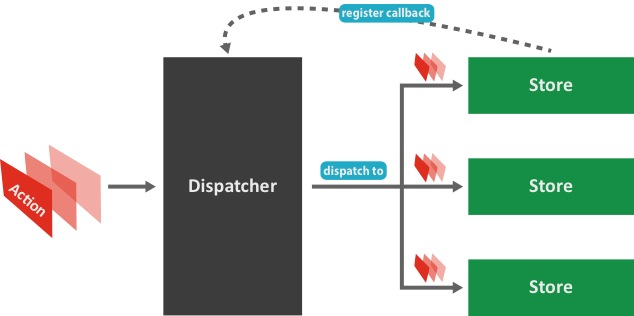 register callback
Store
Action
Dispatcher
dispatch to
Store
Store